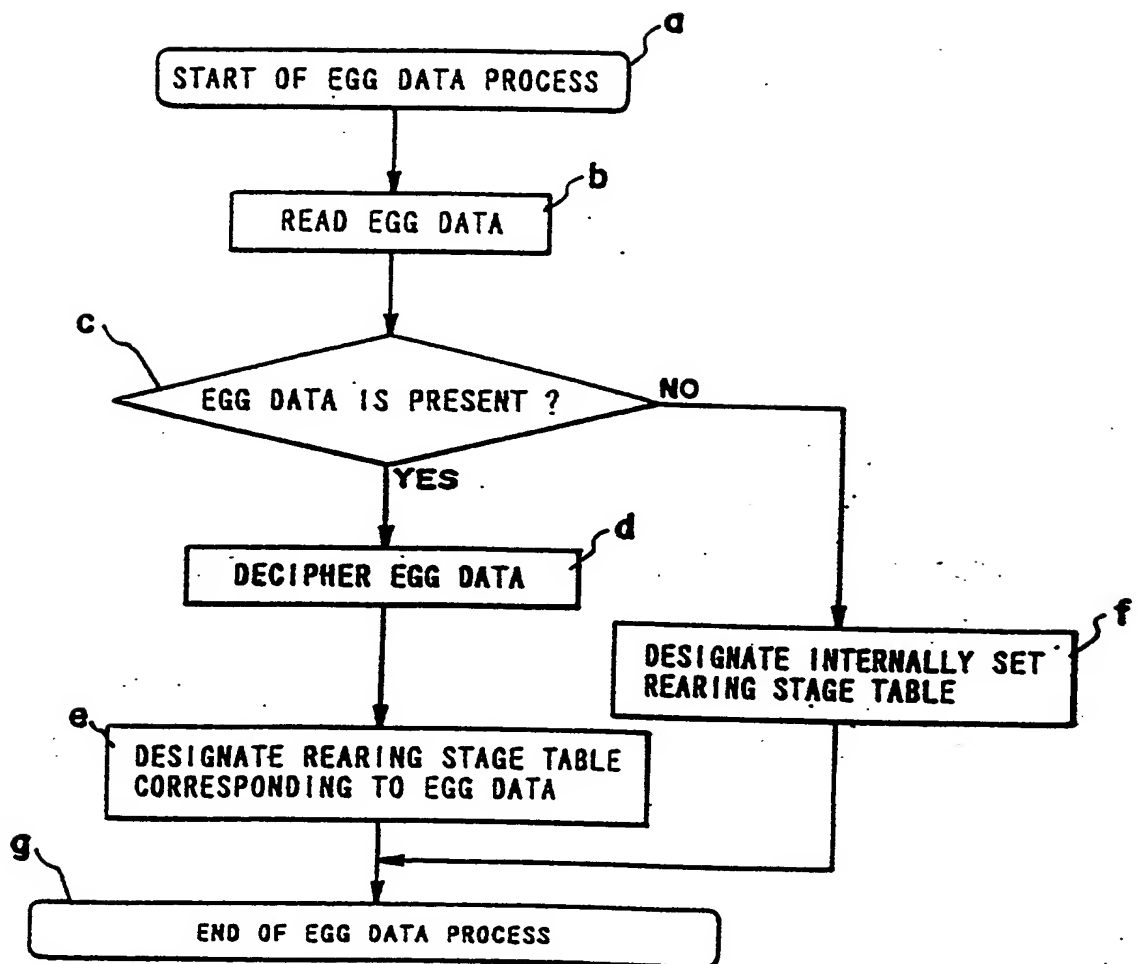 a
START OF EGG DATA PROCESS
b
READ EGG DATA
c
EGG DATA IS PRESENT ?
NO
YES
d
DECIPHER EGG DATA
f
DESIGNATE INTERNALLY SET
REARING STAGE TABLE
e
DESIGNATE REARING STAGE TABLE
CORRESPONDING TO EGG DATA
g
END OF EGG DATA PROCESS